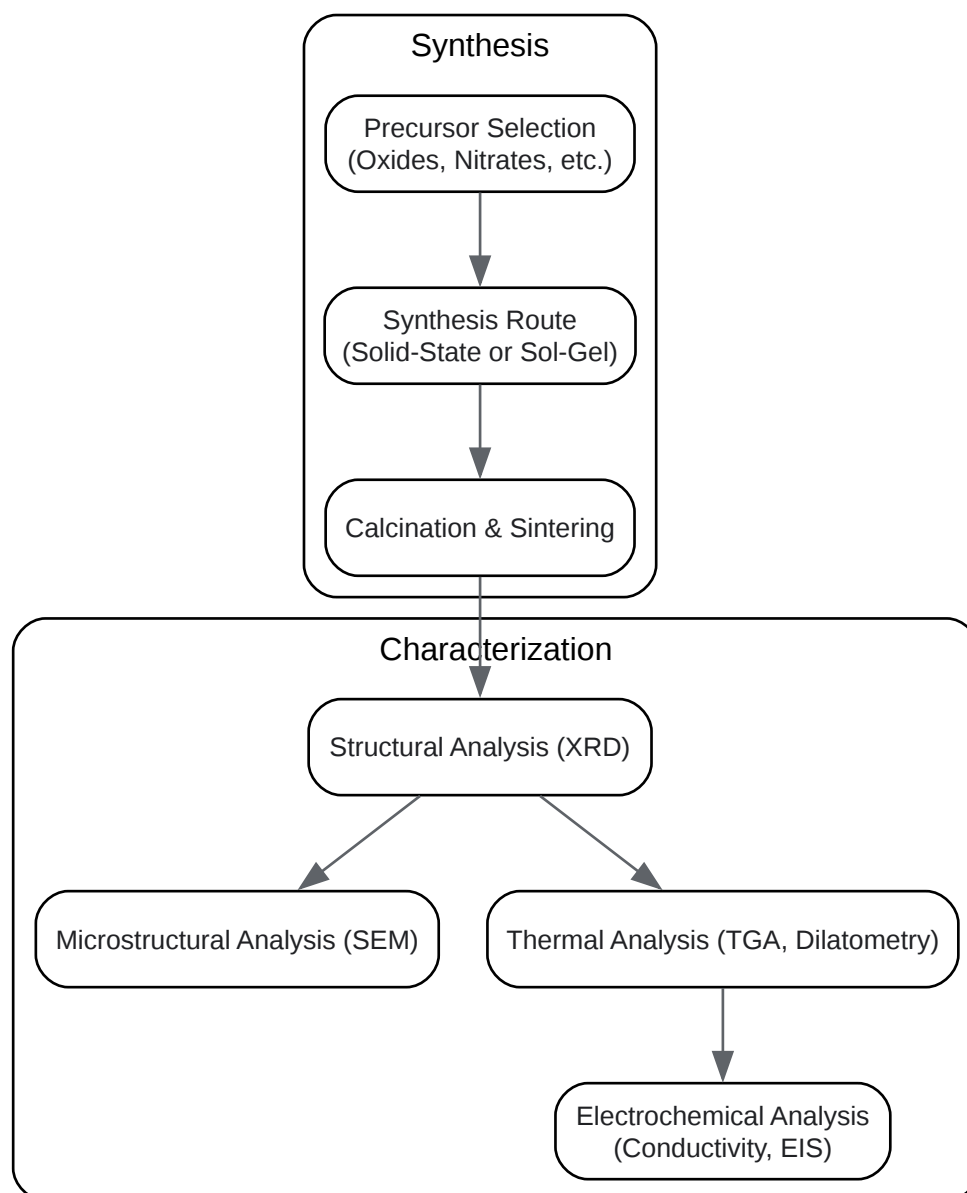 Synthesis
Precursor Selection
(Oxides, Nitrates, etc.)
Synthesis Route
(Solid-State or Sol-Gel)
Calcination & Sintering
Characterization
Structural Analysis (XRD)
Microstructural Analysis (SEM)
Thermal Analysis (TGA, Dilatometry)
Electrochemical Analysis
(Conductivity, EIS)